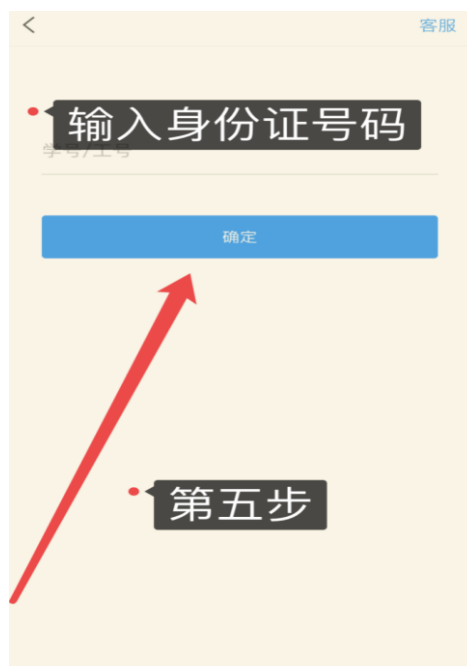 客服
输入身份证号码
学号/工号
确定
第五步